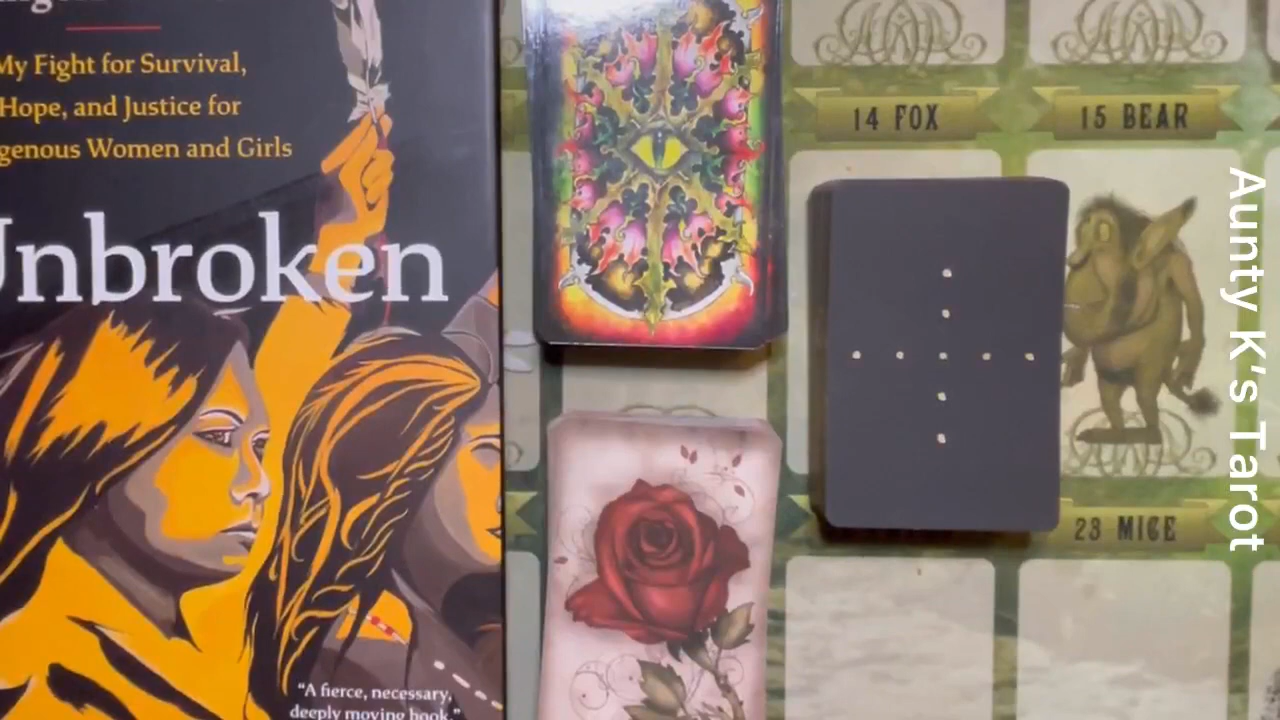 My Fight for Survival,
Hope, and Justice for
genous Women and Girls
Unbroken
"A fierce, necessary,
deeply moving book."
14 FOX
15 BEAR
23 MICE
Aunty K's Tarot